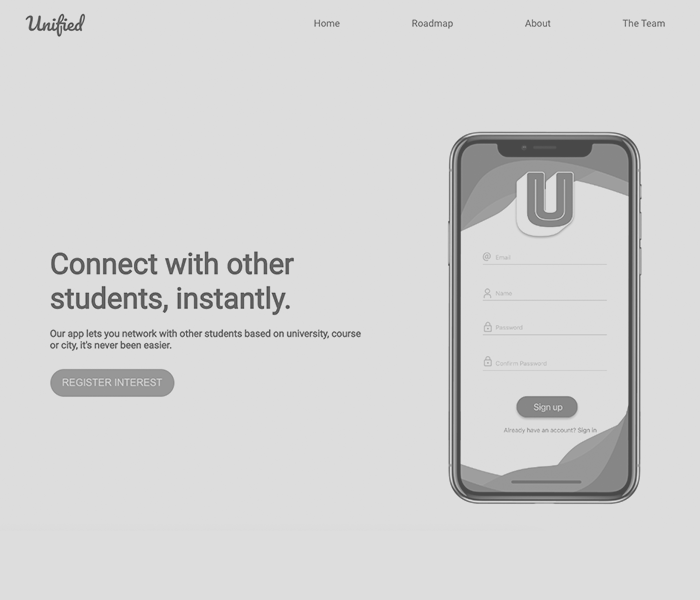 Unified
Home
Roadmap
About
The Team
U
Connect with other
students, instantly.
Our app lets you network with other students based on university, course
or city, it's never been easier.
REGISTER INTEREST
@ Email
Name
Password
Confirm Password
Sign up
Already have an account? Sign in